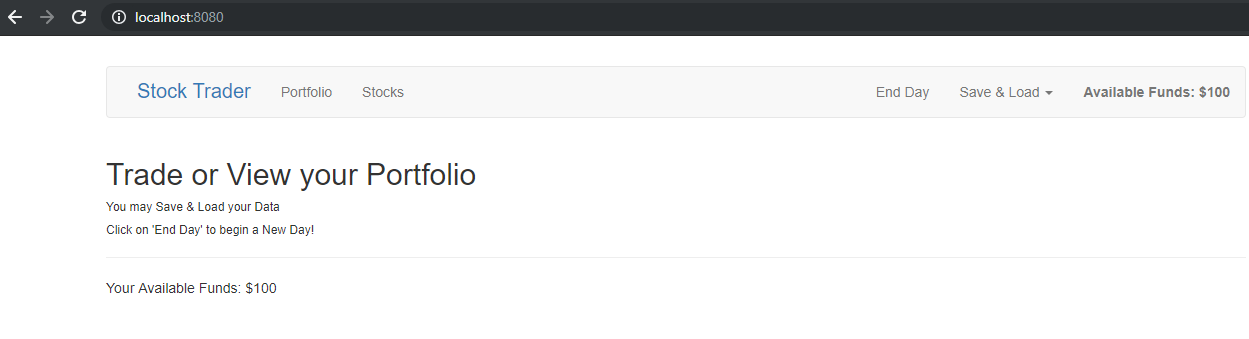 localhost:8080
Stock Trader Portfolio Stocks End Day Save & Load Available Funds: $100
Trade or View your Portfolio
You may Save & Load your Data
Click on 'End Day' to begin a New Day!
Your Available Funds: $100